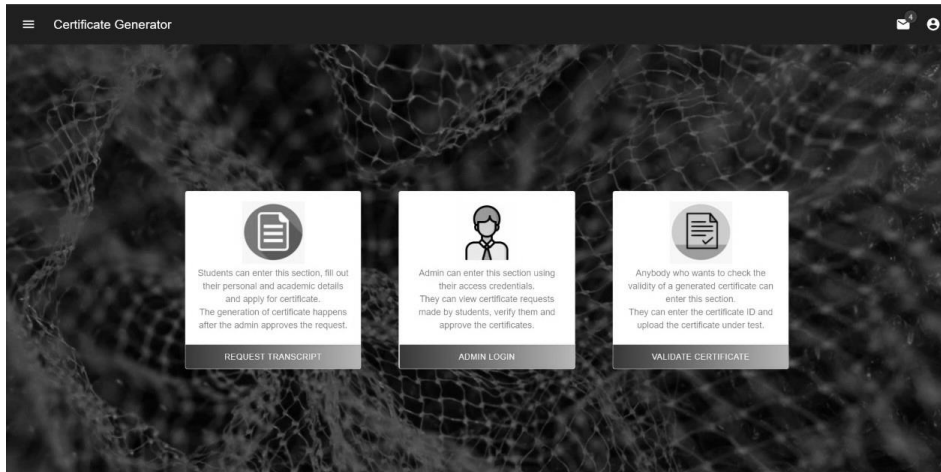 Certificate Generator
4
Students can enter this section, fill out
their personal and academic details
and apply for certificate.
The generation of certificate happens
after the admin approves the request.
REQUEST TRANSCRIPT
Admin can enter this section using
their access credentials.
They can view certificate requests
made by students, verify them and
approve the certificates.
ADMIN LOGIN
Anybody who wants to check the
vaildity of a generated certificate can
enter this section.
They can enter the certificate ID and
upload the certificate under test.
VALIDATE CERTIFICATE